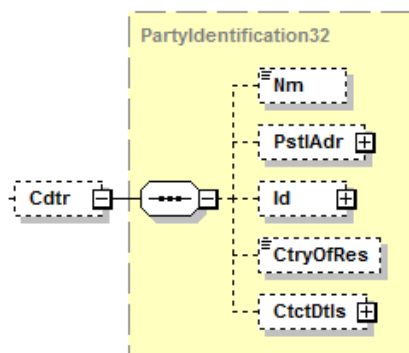 PartyIdentification32
Nm
PstlAdr
Cdtr
Id
CtryOfRes
CtctDtls